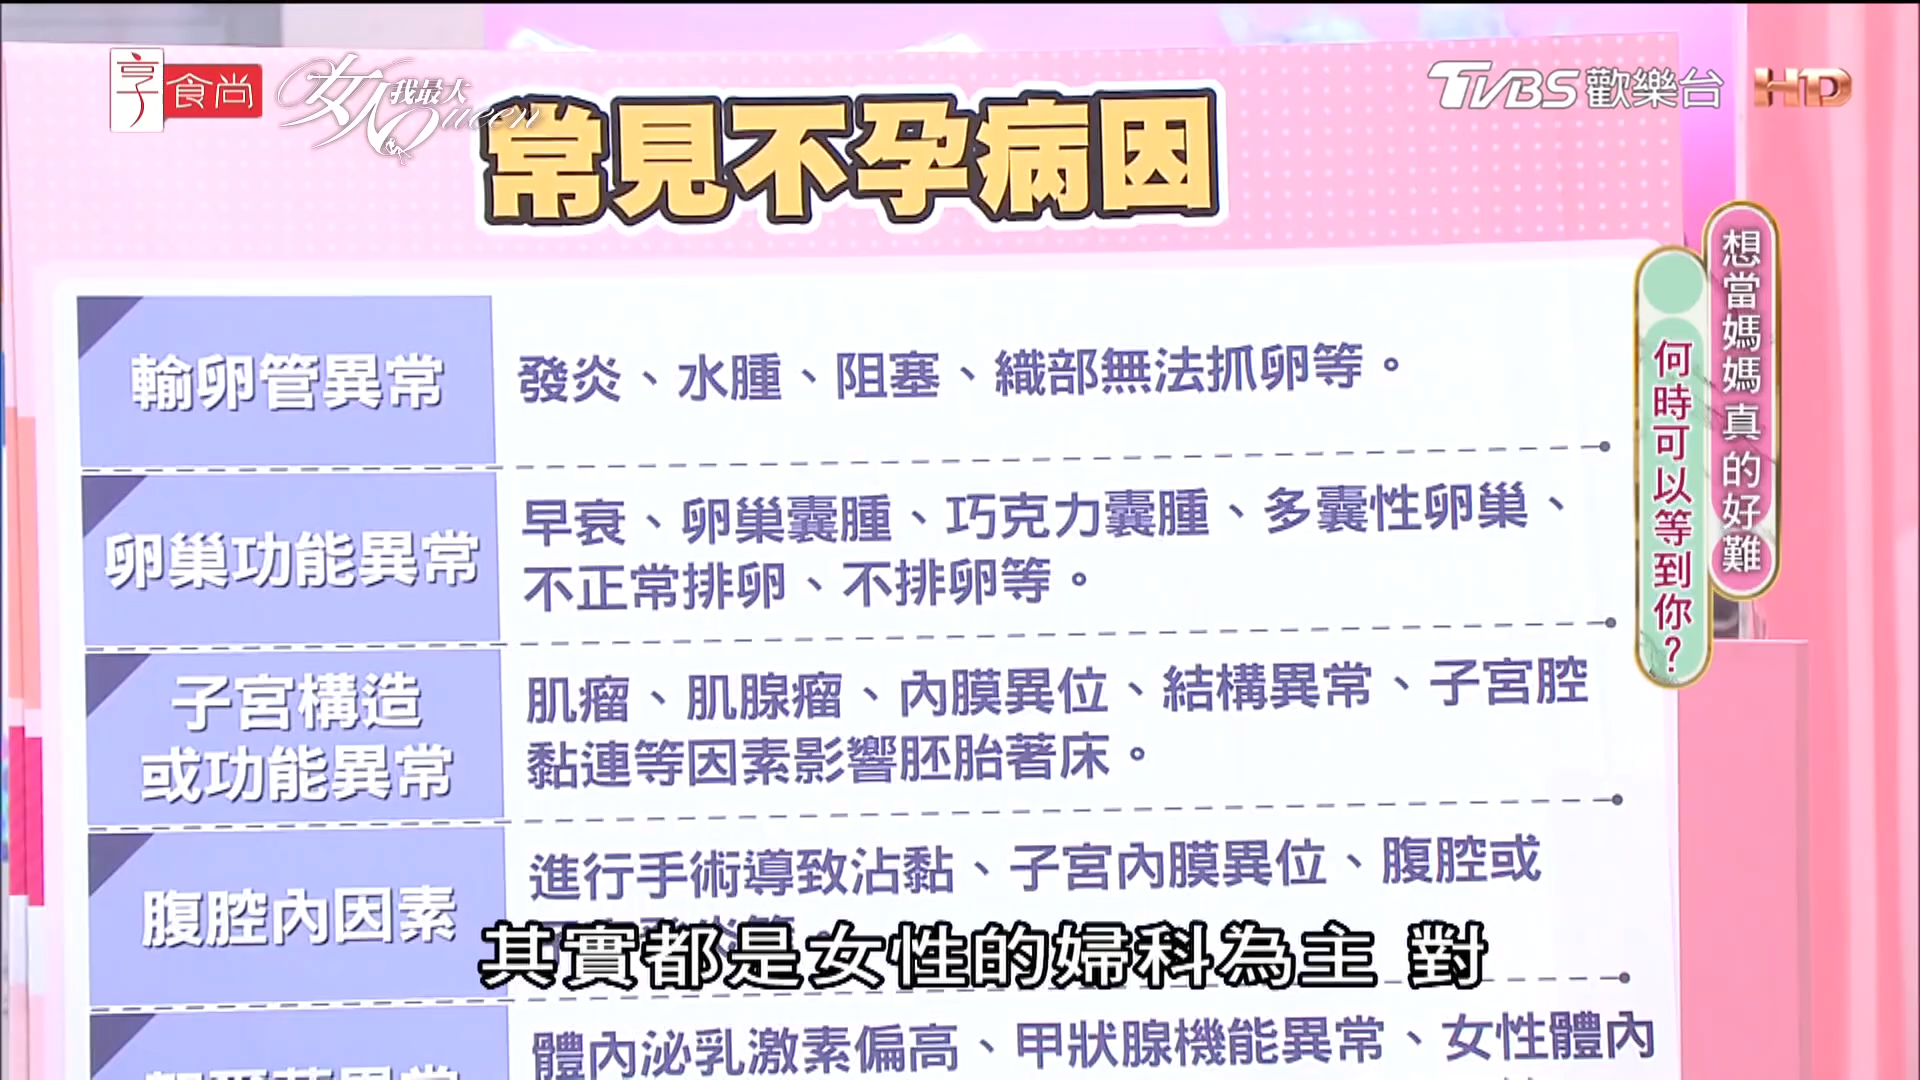 享食尚
女人我最大
Queen
TVBS歡樂台 HD
常見不孕病因
想當媽媽真的好難
何時可以等到你?
輸卵管異常
發炎、水腫、阻塞、纖部無法抓卵等。
卵巢功能異常
早衰、卵巢囊腫、巧克力囊腫、多囊性卵巢、
不正常排卵、不排卵等。
子宮構造
或功能異常
肌瘤、肌腺瘤、內膜異位、結構異常、子宮腔
黏連等因素影響胚胎著床。
腹腔內因素
進行手術導致沾黏、子宮內膜異位、腹腔或
其實都是女性的婦科為主 對
體內泌乳激素偏高、甲狀腺機能異常、女性體內